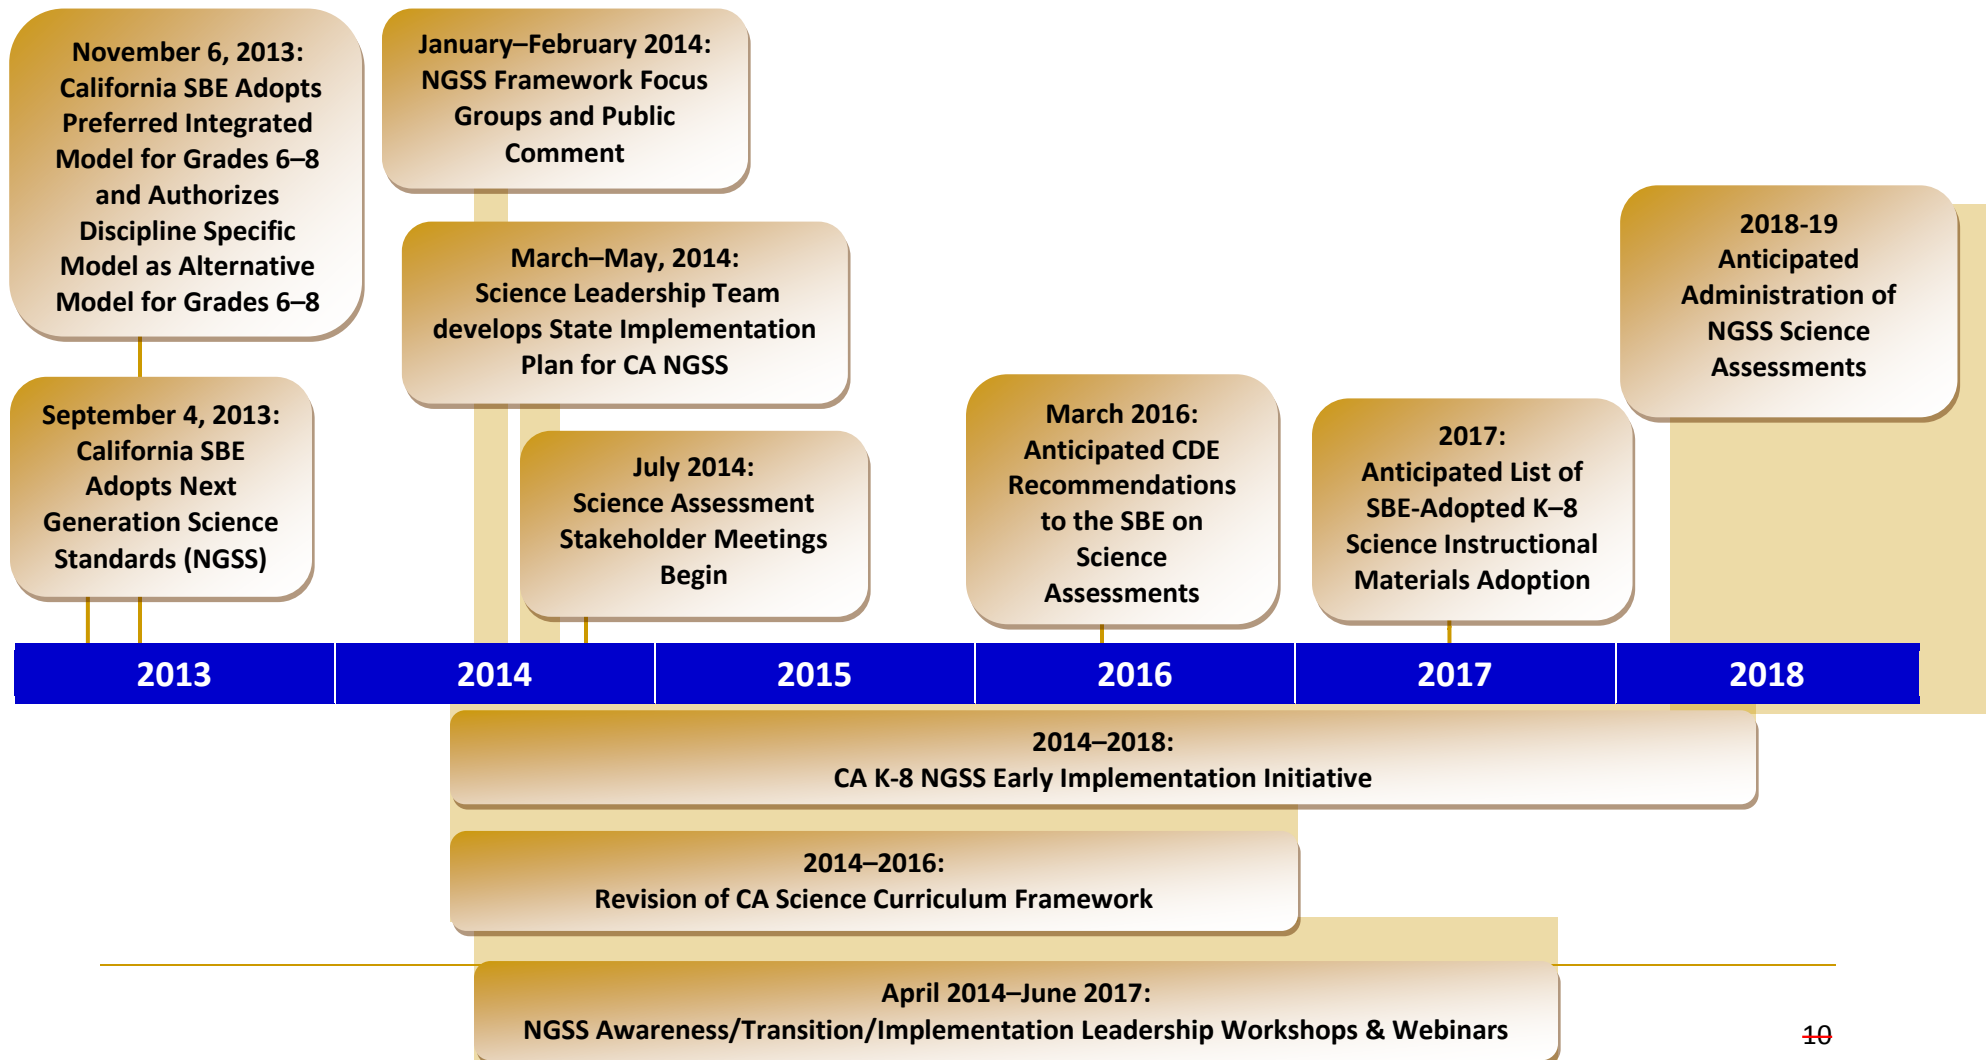 November 6, 2013:
California SBE Adopts
Preferred Integrated
Model for Grades 6–8
and Authorizes
Discipline Specific
Model as Alternative
Model for Grades 6–8
January–February 2014:
NGSS Framework Focus
Groups and Public
Comment
March–May, 2014:
Science Leadership Team
develops State Implementation
Plan for CA NGSS
2018-19
Anticipated
Administration of
NGSS Science
Assessments
September 4, 2013:
California SBE
Adopts Next
Generation Science
Standards (NGSS)
July 2014:
Science Assessment
Stakeholder Meetings
Begin
March 2016:
Anticipated CDE
Recommendations
to the SBE on
Science
Assessments
2017:
Anticipated List of
SBE-Adopted K–8
Science Instructional
Materials Adoption
2013
2014
2015
2016
2017
2018
2014–2018:
CA K-8 NGSS Early Implementation Initiative
2014–2016:
Revision of CA Science Curriculum Framework
April 2014–June 2017:
NGSS Awareness/Transition/Implementation Leadership Workshops & Webinars
10